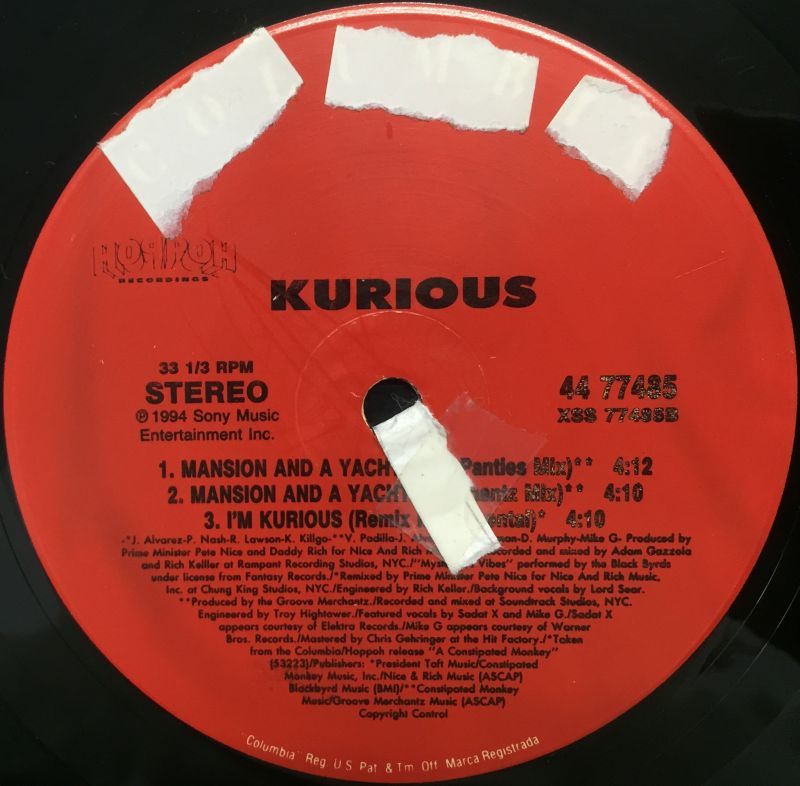 COLUMBIA
HOPPOH
RECORDINGS
KURIOUS
33 1/3 RPM
STEREO
℗ 1994 Sony Music
Entertainment Inc.
44 77485
XSS 77485B
1. MANSION AND A YACH Panties Mix)** 4:12
2. MANSION AND A YACHT Mix)** 4:10
3. I'M KURIOUS (Remix 4:10
-*J. Alvarez-P. Nash-R. Lawson-K. Killgo-**V. Padilla-J. D. Murphy-Mike G- Produced by
Prime Minister Pete Nice and Daddy Rich for Nice And Rich recorded and mixed by Adam Gazzola
and Rich Kelller at Rampant Recording Studios, NYC./"Myst Vibes" performed by the Black Byrds
under license from Fantasy Records./*Remixed by Prime Minister Pete Nice for Nice And Rich Music,
Inc. at Chung King Studios, NYC./Engineered by Rich Keller./Background vocals by Lord Sear.
**Produced by the Groove Merchantz./Recorded and mixed at Soundtrack Studios, NYC.
Engineered by Troy Hightower./Featured vocals by Sadat X and Mike G./Sadat X
appears courtesy of Elektra Records./Mike G appears courtesy of Warner
Bros. Records./Mastered by Chris Gehringer at the Hit Factory./*Taken
from the Columbia/Hoppoh release "A Constipated Monkey"
(53223)/Publishers: *President Taft Music/Constipated
Monkey Music, Inc./Nice & Rich Music (ASCAP)
Blackbyrd Music (BMI)/**Constipated Monkey
Music/Groove Merchantz Music (ASCAP)
Copyright Control
"Columbia" Reg. U.S. Pat. & Tm. Off. Marca Registrada